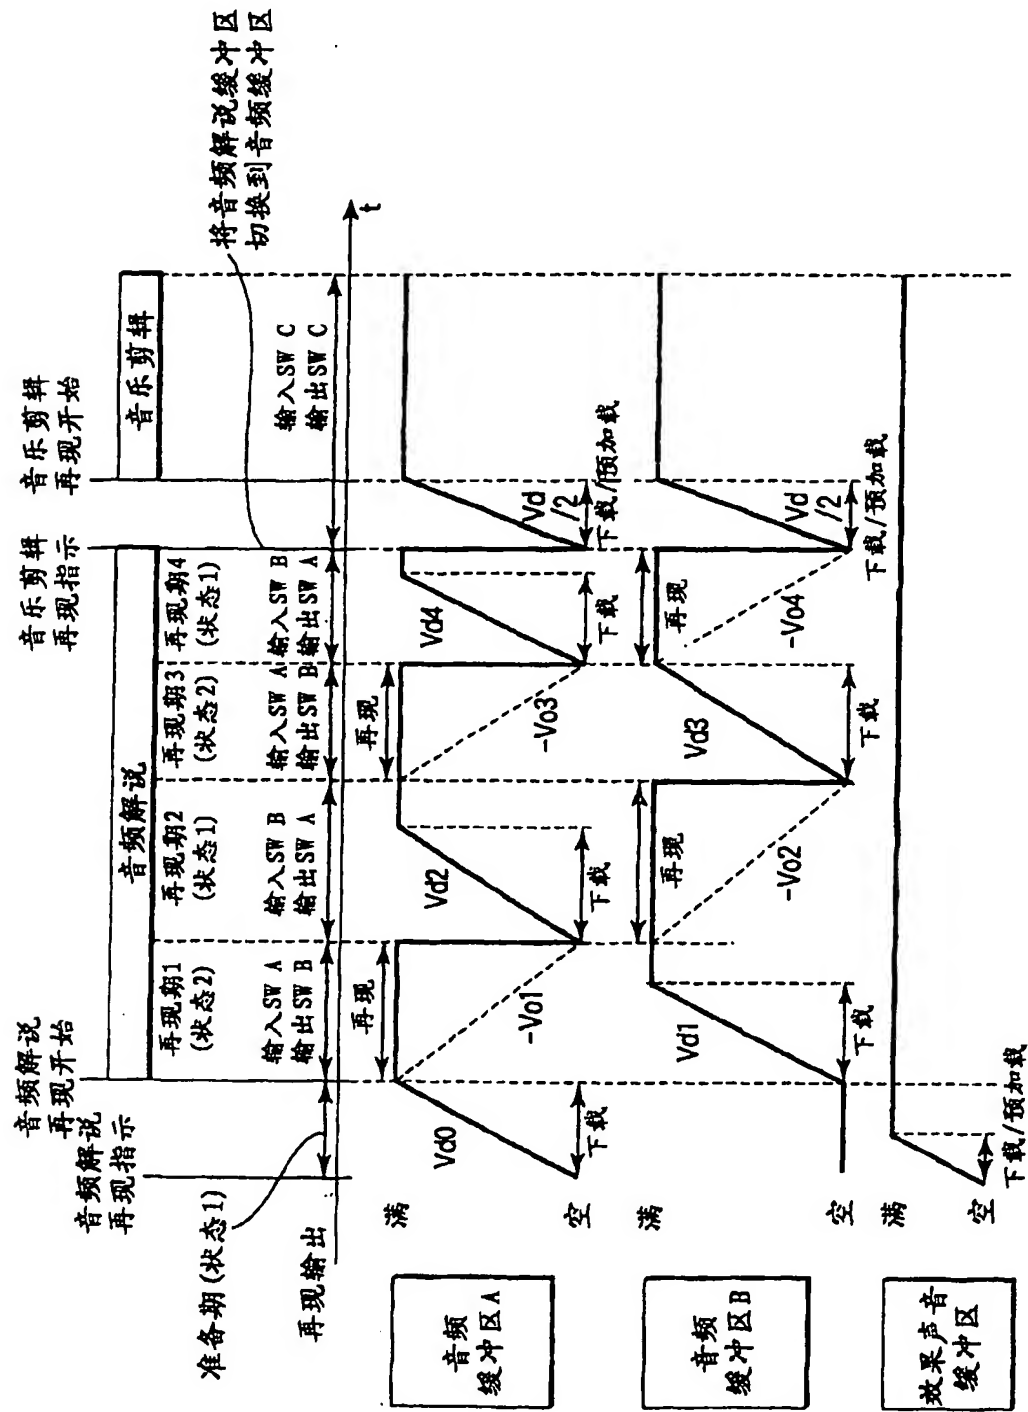 音频解说
再现指示
音频解说
再现开始
音乐剪辑
再现指示
音乐剪辑
再现开始
音频解说
音乐剪辑
准备期(状态1)
再现期1
(状态2)
再现期2
(状态1)
再现期3
(状态2)
再现期4
(状态1)
将音频解说缓冲区
切换到音频缓冲区
输入SW A
输出SW B
输入SW B
输出SW A
输入SW A
输出SW B
输入SW B
输出SW A
输入SW C
输出SW C
再现输出
t
音频
缓冲区A
满
空
Vd0
下载
再现
-Vo1
Vd2
下载
再现
-Vo3
Vd4
下载
Vd
/2
下载/预加载
音频
缓冲区B
满
空
Vd1
下载
再现
-Vo2
Vd3
下载
再现
-Vo4
Vd
/2
下载/预加载
效果声音
缓冲区
满
空
下载/预加载